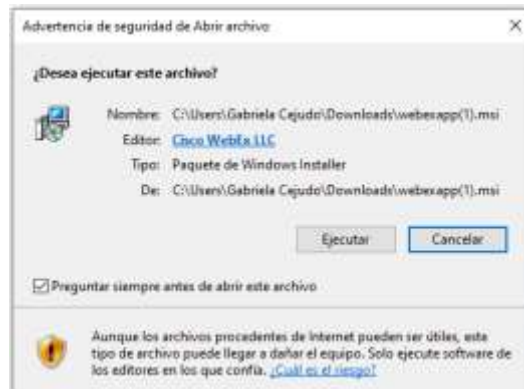 Advertencia de seguridad de Abrir archivo
¿Desea ejecutar este archivo?
Nombre: C:\Users\Gabriela Cejudo\Downloads\webexapp(1).msi
Editor: Cisco WebEx LLC
Tipo: Paquete de Windows Installer
De: C:\Users\Gabriela Cejudo\Downloads\webexapp(1).msi
Ejecutar Cancelar
Preguntar siempre antes de abrir este archivo
Aunque los archivos procedentes de Internet pueden ser útiles, este
tipo de archivo puede llegar a dañar el equipo. Solo ejecute software de
los editores en los que confía. ¿Cuál es el riesgo?